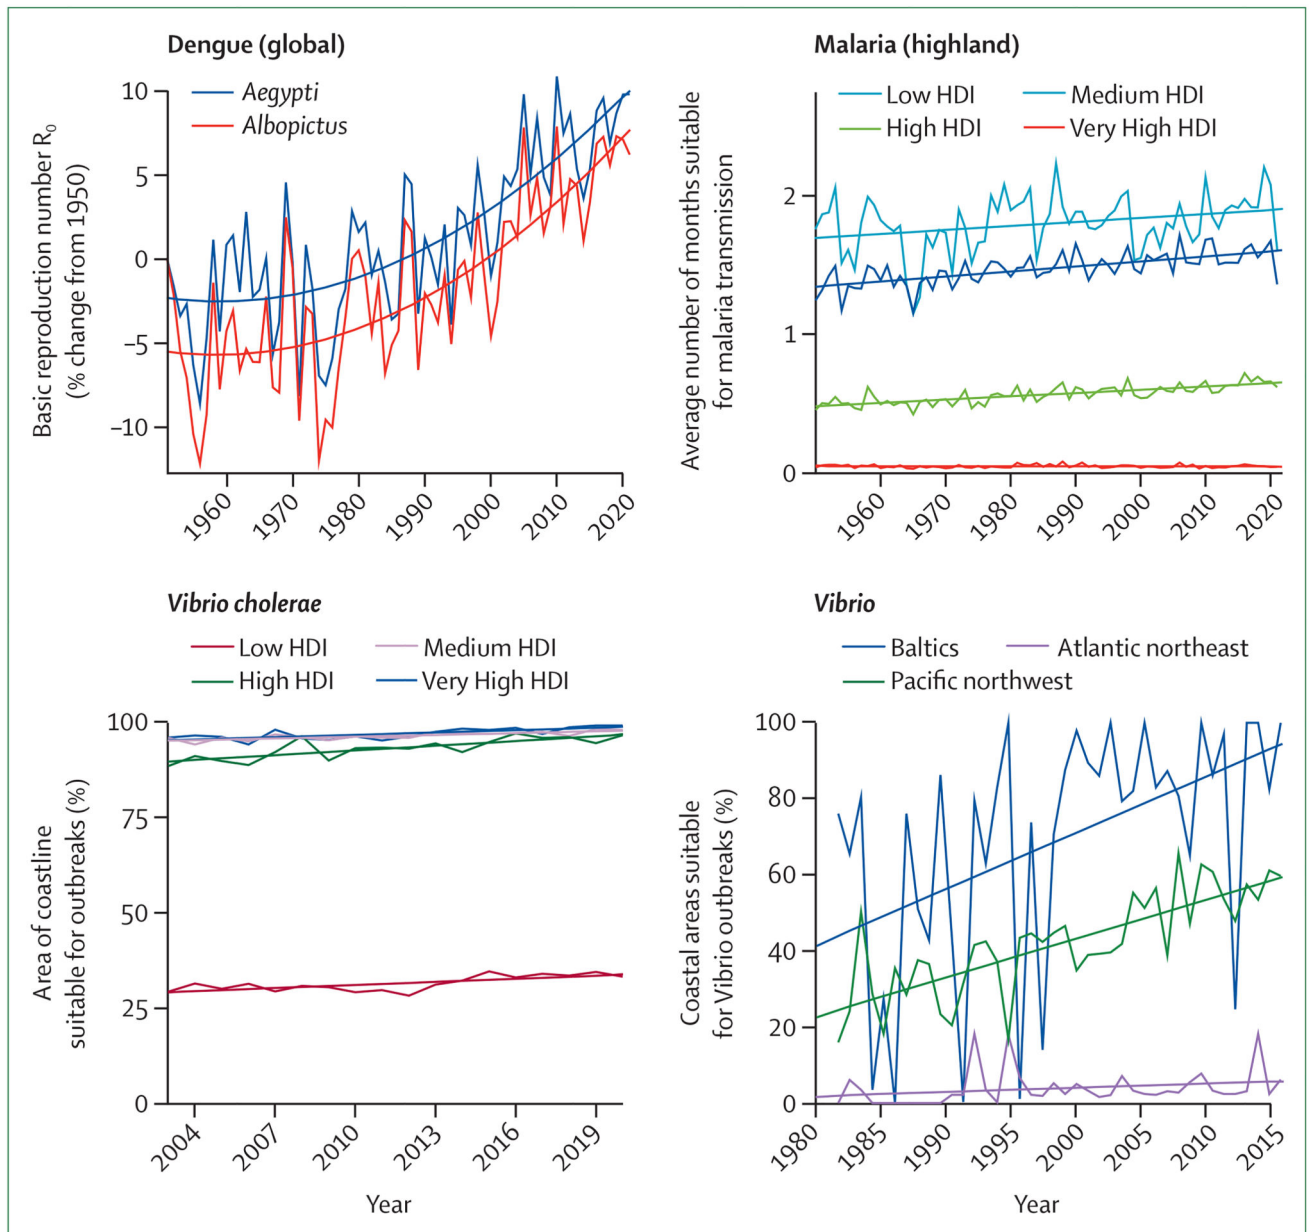 Dengue (global)
Aegypti
Albopictus
Basic reproduction number R₀
(% change from 1950)
10
5
0
–5
–10
1960
1970
1980
1990
2000
2010
2020
Malaria (highland)
Low HDI
Medium HDI
High HDI
Very High HDI
Average number of months suitable
for malaria transmission
2
1
0
1960
1970
1980
1990
2000
2010
2020
Vibrio cholerae
Low HDI
Medium HDI
High HDI
Very High HDI
Area of coastline
suitable for outbreaks (%)
100
75
50
25
0
2004
2007
2010
2013
2016
2019
Year
Vibrio
Baltics
Atlantic northeast
Pacific northwest
Coastal areas suitable
for Vibrio outbreaks (%)
100
80
60
40
20
0
1980
1985
1990
1995
2000
2005
2010
2015
Year